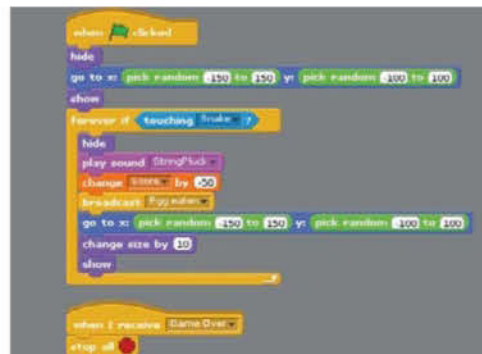 when clicked
hide
go to x: pick random -150 to 150 y: pick random -100 to 100
show
forever if touching Snake ?
hide
play sound StringPluck
change Score by -50
broadcast Egg eaten
go to x: pick random -150 to 150 y: pick random -100 to 100
change size by 10
show
when I receive Game Over
stop all